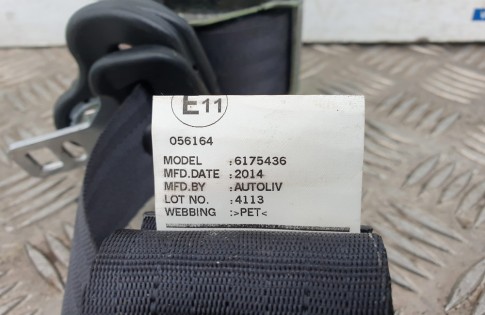 E11
056164
MODEL :6175436
MFD.DATE :2014
MFD.BY :AUTOLIV
LOT NO. :4113
WEBBING :>PET<